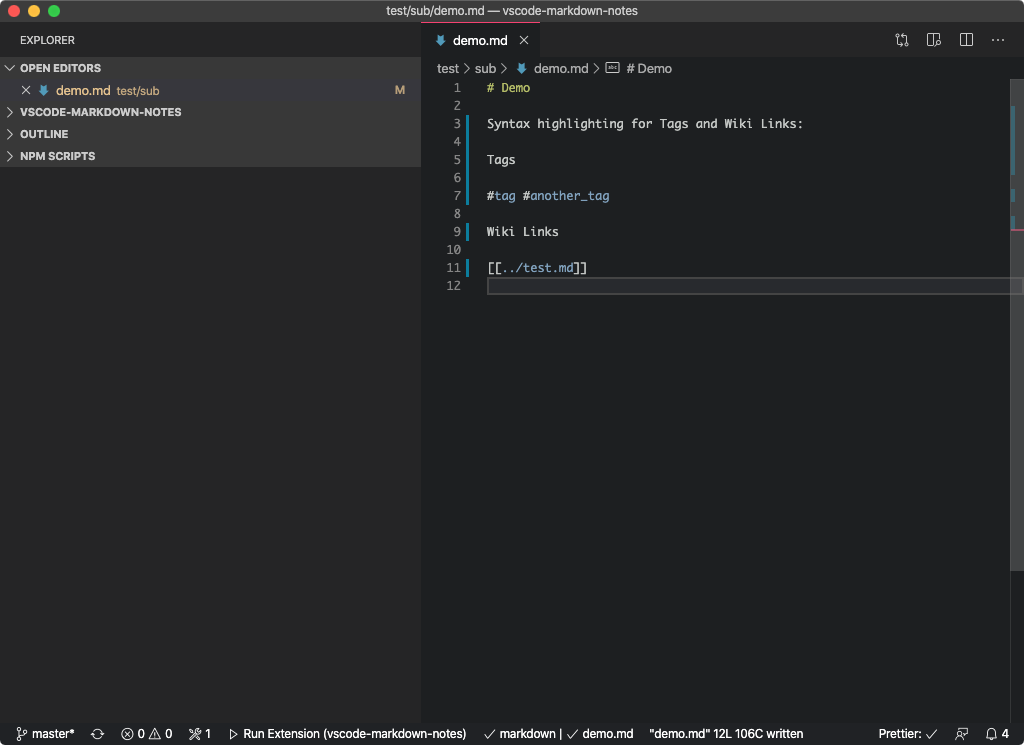 test/sub/demo.md — vscode-markdown-notes
EXPLORER
OPEN EDITORS
demo.md test/sub M
VSCODE-MARKDOWN-NOTES
OUTLINE
NPM SCRIPTS
demo.md
test > sub > demo.md > abc # Demo
1 # Demo
2
3 Syntax highlighting for Tags and Wiki Links:
4
5 Tags
6
7 #tag #another_tag
8
9 Wiki Links
10
11 [[../test.md]]
12
master* 0 0 1 Run Extension (vscode-markdown-notes) markdown | demo.md "demo.md" 12L 106C written Prettier: 4